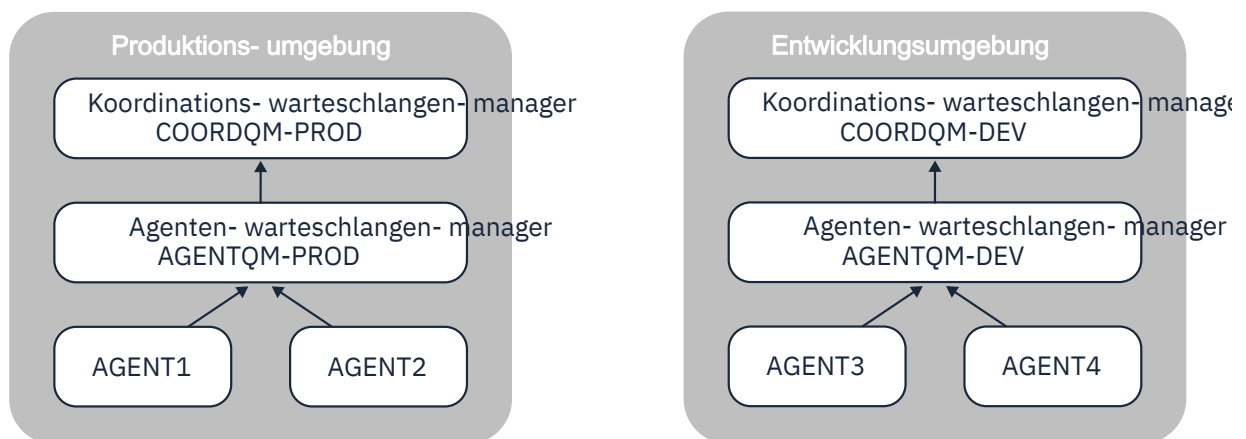 Produktions- umgebung
Koordinations- warteschlangen- manager
COORDQM-PROD
Agenten- warteschlangen- manager
AGENTQM-PROD
AGENT1
AGENT2
Entwicklungsumgebung
Koordinations- warteschlangen- manage
COORDQM-DEV
Agenten- warteschlangen- manager
AGENTQM-DEV
AGENT3
AGENT4